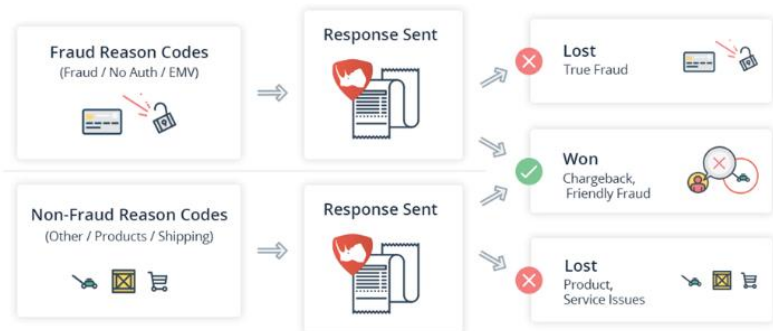 Fraud Reason Codes
(Fraud / No Auth / EMV)
Response Sent
Lost
True Fraud
Won
Chargeback,
Friendly Fraud
Non-Fraud Reason Codes
(Other / Products / Shipping)
Response Sent
Lost
Product,
Service Issues